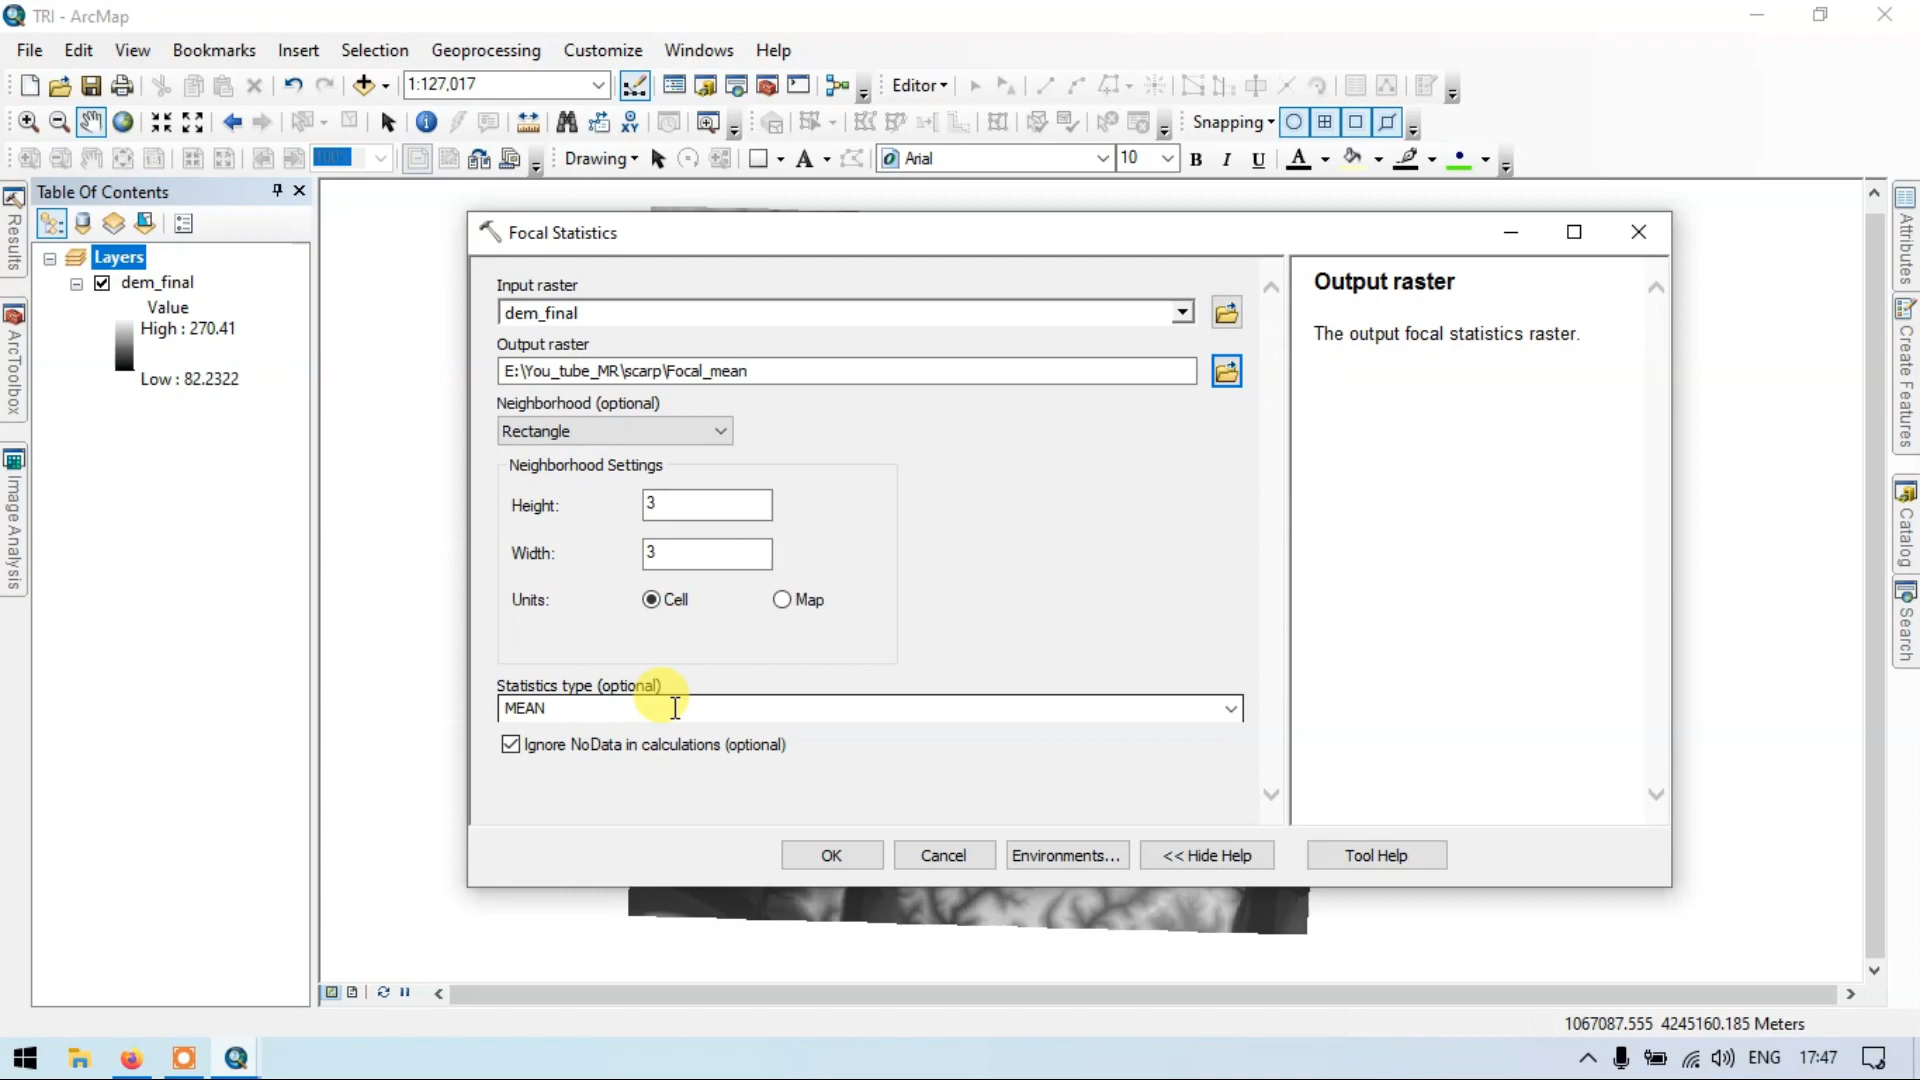 TRI - ArcMap
File Edit View Bookmarks Insert Selection Geoprocessing Customize Windows Help
1:127,017
Editor
Snapping
100%
Drawing
Arial
10
B I U A
Table Of Contents
Results
ArcToolbox
Image Analysis
Layers
dem_final
Value
High : 270.41
Low : 82.2322
Focal Statistics
Input raster
dem_final
Output raster
E:\You_tube_MR\scarp\Focal_mean
Neighborhood (optional)
Rectangle
Neighborhood Settings
Height: 3
Width: 3
Units: Cell Map
Statistics type (optional)
MEAN
Ignore NoData in calculations (optional)
Output raster
The output focal statistics raster.
OK Cancel Environments... << Hide Help Tool Help
Attributes
Create Features
Catalog
Search
1067087.555 4245160.185 Meters
ENG 17:47